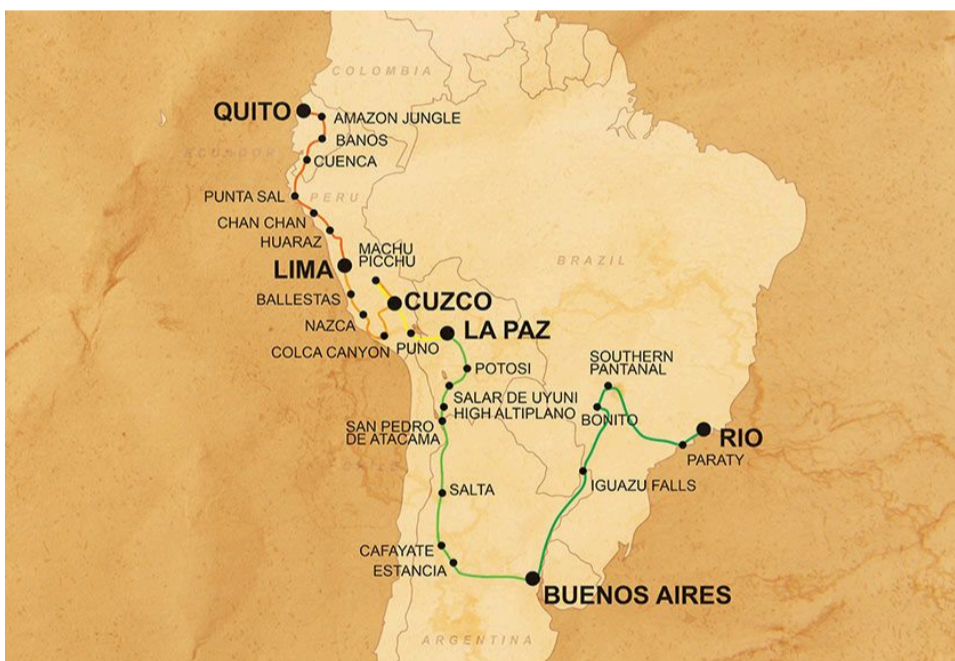 COLOMBIA
QUITO
AMAZON JUNGLE
BANOS
ECUADOR
CUENCA
PUNTA SAL
PERU
CHAN CHAN
HUARAZ
MACHU
PICCHU
LIMA
BRAZIL
BALLESTAS
CUZCO
NAZCA
LA PAZ
COLCA CANYON
PUNO
POTOSI
SOUTHERN
PANTANAL
SALAR DE UYUNI
HIGH ALTIPLANO
BONITO
SAN PEDRO
DE ATACAMA
RIO
PARATY
IGUAZU FALLS
SALTA
CAFAYATE
ESTANCIA
BUENOS AIRES
ARGENTINA